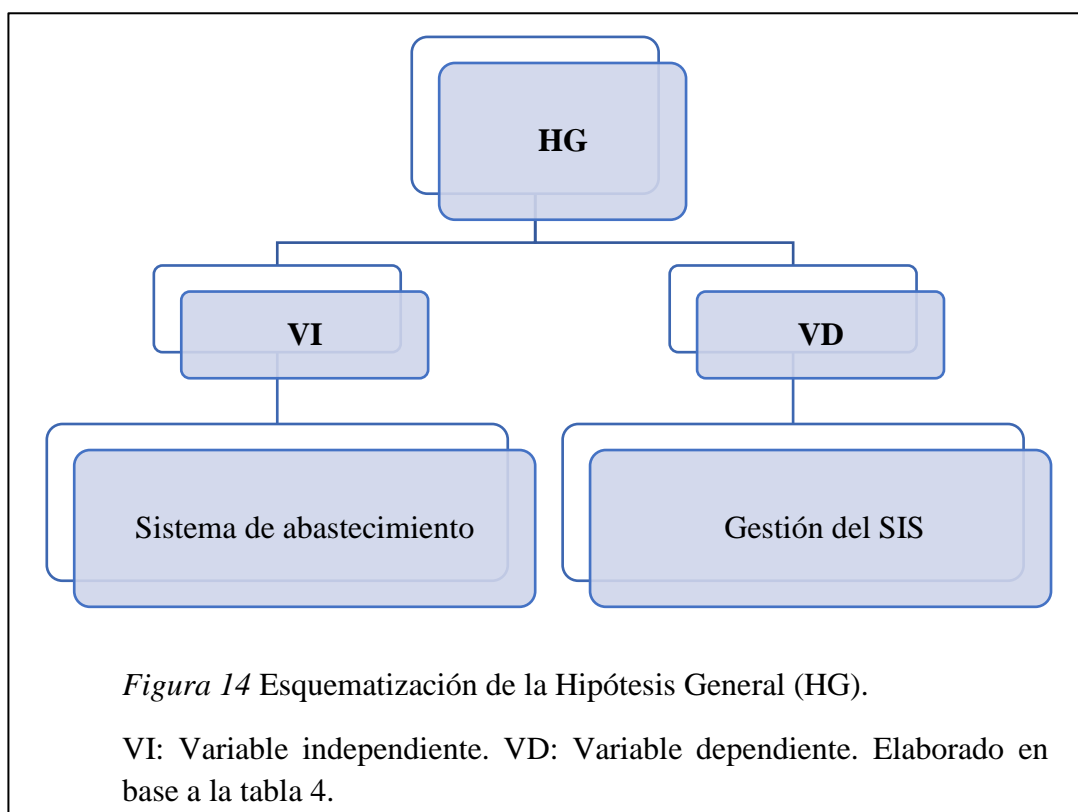 HG
VI
VD
Sistema de abastecimiento
Gestión del SIS
Figura 14 Esquematización de la Hipótesis General (HG).
VI: Variable independiente. VD: Variable dependiente. Elaborado en
base a la tabla 4.